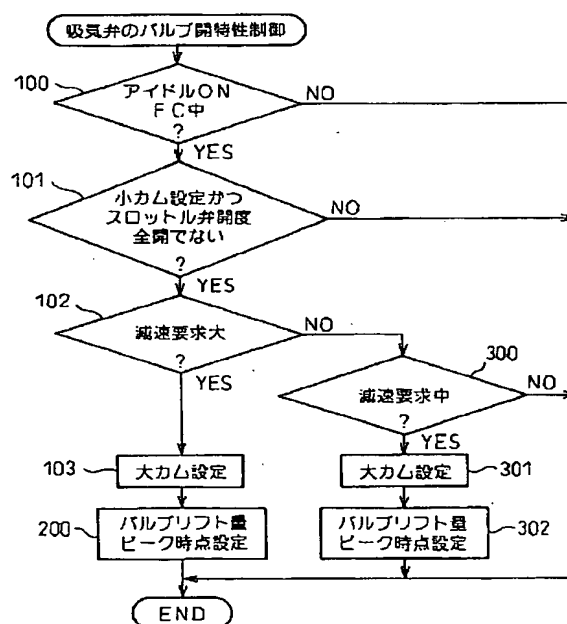 吸気弁のバルブ開特性制御
100
アイドルON
FC中
?
NO
YES
101
小カム設定かつ
スロットル弁開度
全開でない
?
NO
YES
102
減速要求大
?
NO
YES
300
減速要求中
?
NO
YES
103
大カム設定
大カム設定
301
200
バルブリフト量
ピーク時点設定
バルブリフト量
ピーク時点設定
302
END